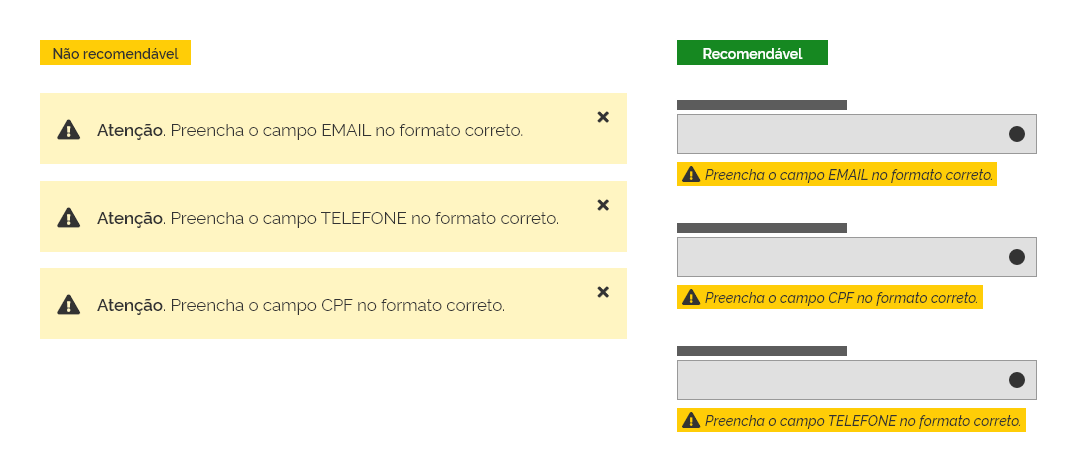 Não recomendável
Atenção. Preencha o campo EMAIL no formato correto.
Atenção. Preencha o campo TELEFONE no formato correto.
Atenção. Preencha o campo CPF no formato correto.
Recomendável
Preencha o campo EMAIL no formato correto.
Preencha o campo CPF no formato correto.
Preencha o campo TELEFONE no formato correto.